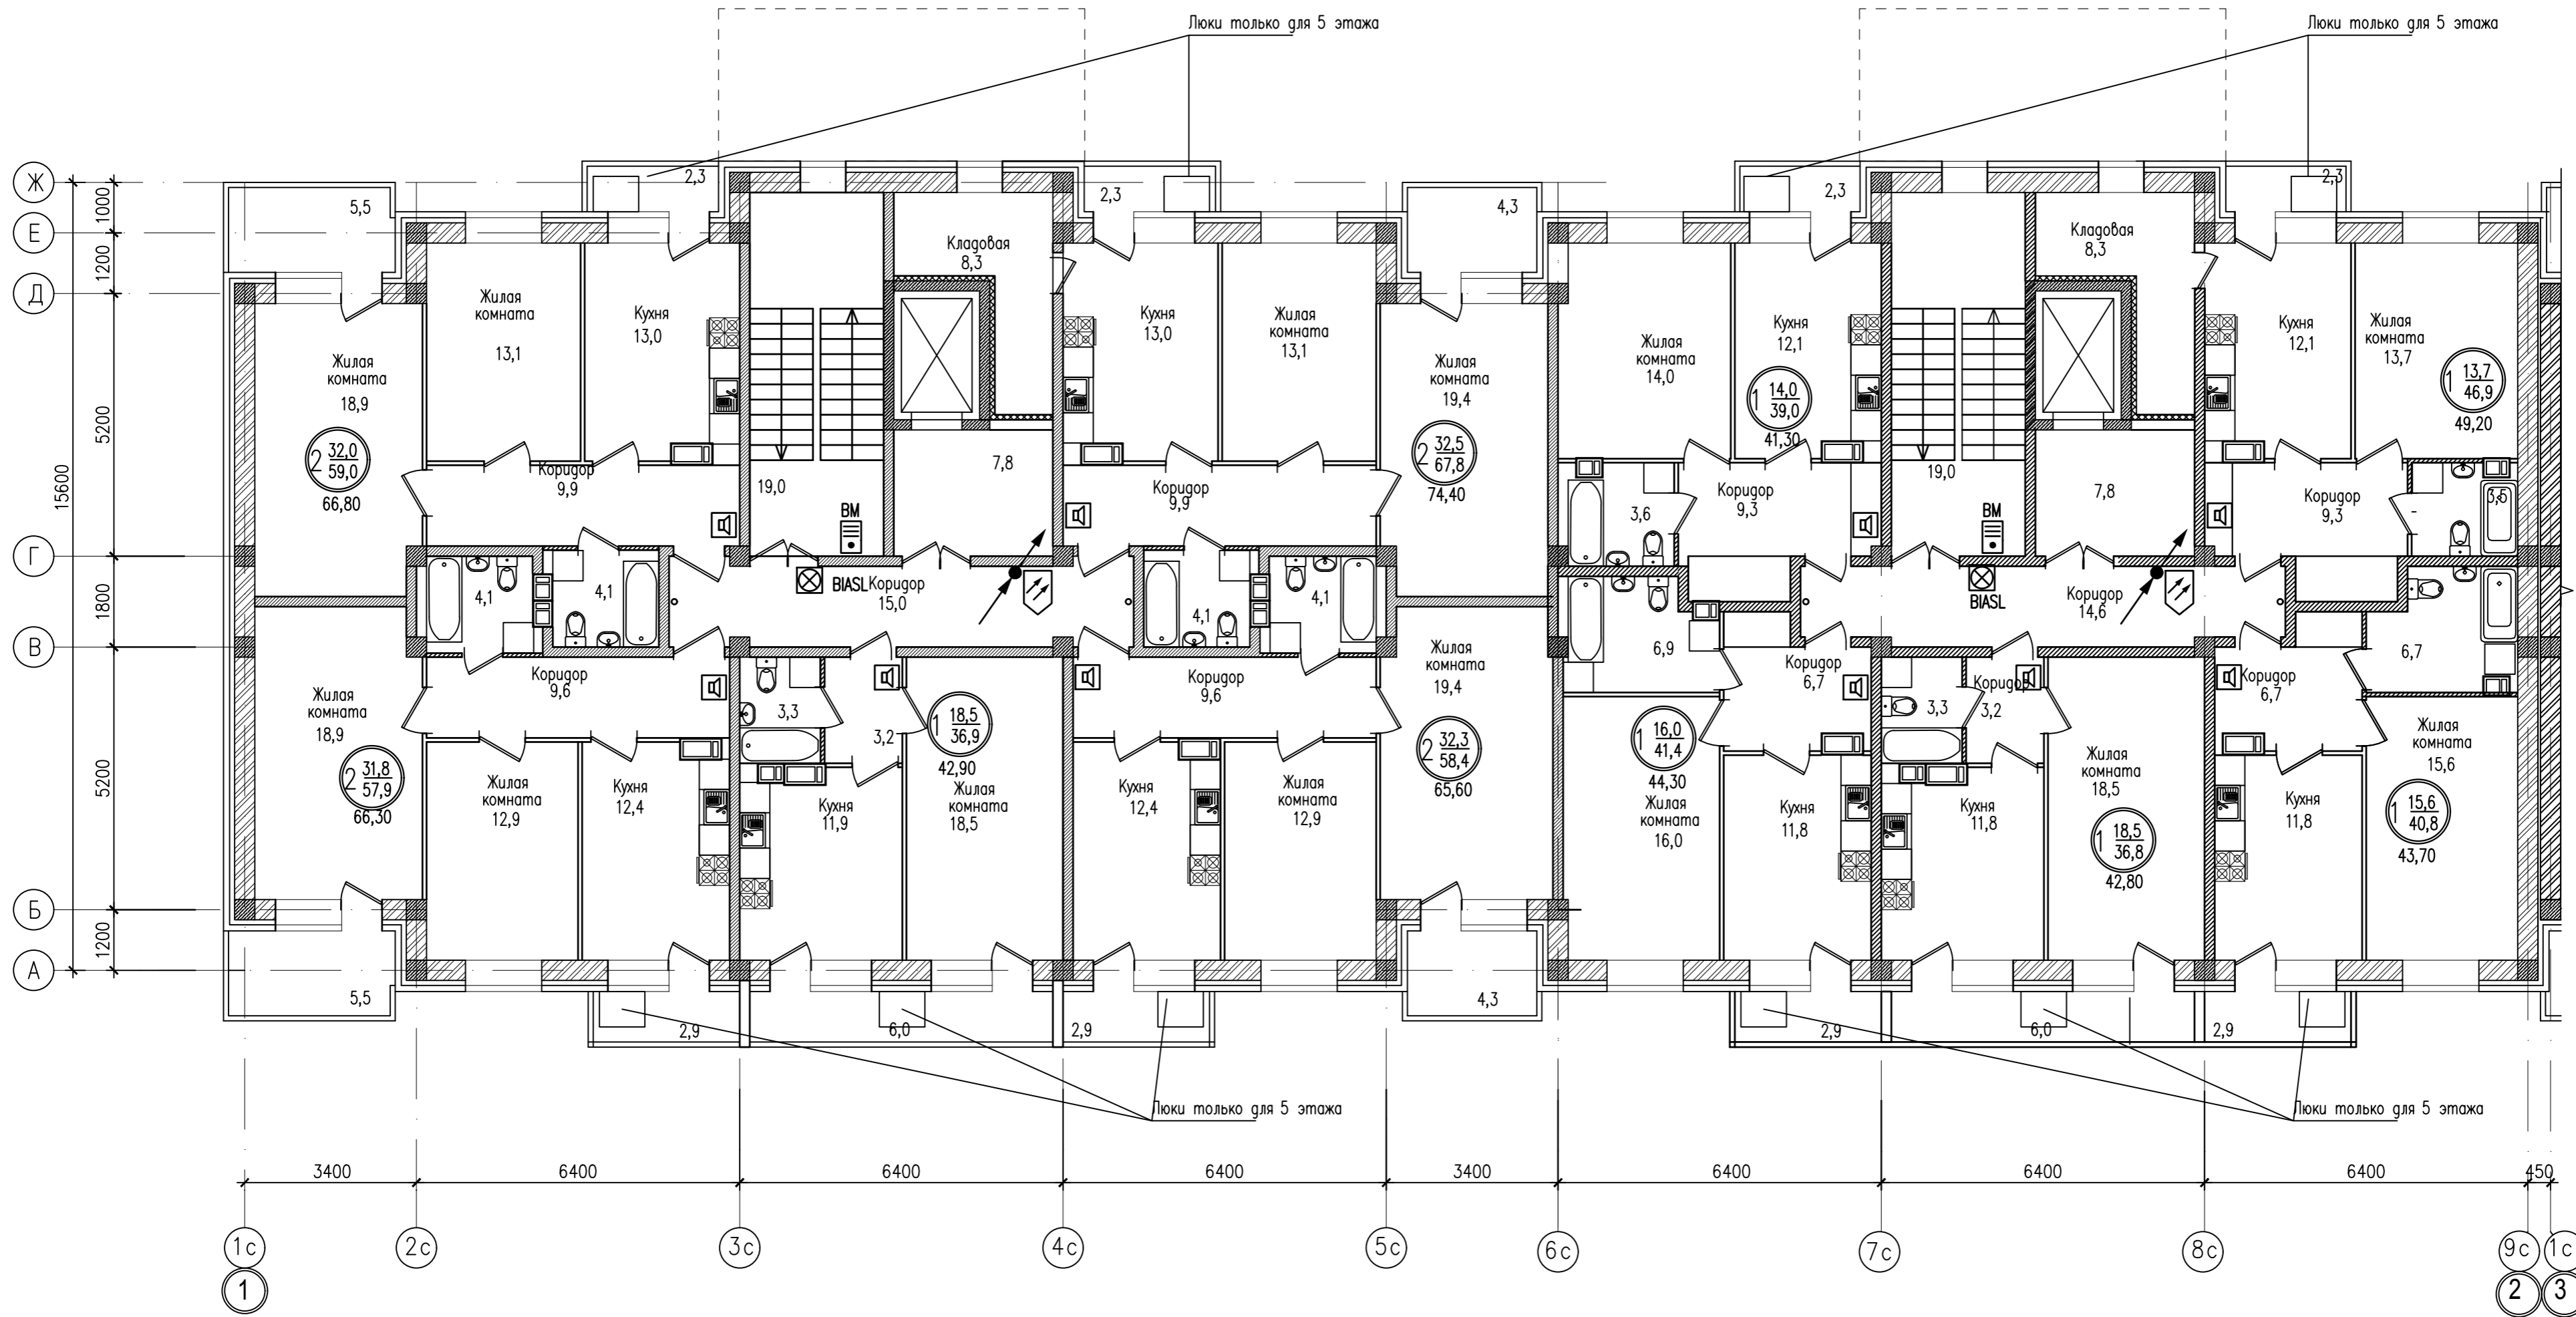 Люки только для 5 этажа
Люки только для 5 этажа
Ж
Е
Д
Г
В
Б
А
1000
1200
5200
1800
5200
1200
15600
5,5
2,3
2,3
4,3
2,3
2,3
Жилая
комната
18,9
2
32,0
59,0
66,80
Жилая
комната
13,1
Кухня
13,0
Коридор
9,9
19,0
ВМ
Кладовая
8,3
7,8
Кухня
13,0
Жилая
комната
13,1
Коридор
9,9
Жилая
комната
19,4
2
32,5
67,8
74,40
Жилая
комната
14,0
Кухня
12,1
1
14,0
39,0
41,30
Коридор
9,3
3,6
19,0
ВМ
Кладовая
8,3
7,8
Кухня
12,1
Жилая
комната
13,7
1
13,7
46,9
49,20
Коридор
9,3
3,5
4,1
4,1
BIASL
Коридор
15,0
4,1
4,1
6,9
BIASL
Коридор
14,6
6,7
Жилая
комната
18,9
2
31,8
57,9
66,30
Коридор
9,6
Жилая
комната
12,9
Кухня
12,4
3,3
3,2
Кухня
11,9
1
18,5
36,9
42,90
Жилая
комната
18,5
Коридор
9,6
Кухня
12,4
Жилая
комната
12,9
Жилая
комната
19,4
2
32,3
58,4
65,60
1
16,0
41,4
44,30
Жилая
комната
16,0
Коридор
6,7
Кухня
11,8
3,3
Коридор
3,2
Кухня
11,8
Жилая
комната
18,5
1
18,5
36,8
42,80
Коридор
6,7
Кухня
11,8
Жилая
комната
15,6
1
15,6
40,8
43,70
5,5
2,9
6,0
2,9
4,3
2,9
6,0
2,9
Люки только для 5 этажа
Люки только для 5 этажа
3400
6400
6400
6400
3400
6400
6400
6400
450
1с
2с
3с
4с
5с
6с
7с
8с
9с
1с
1
2
3